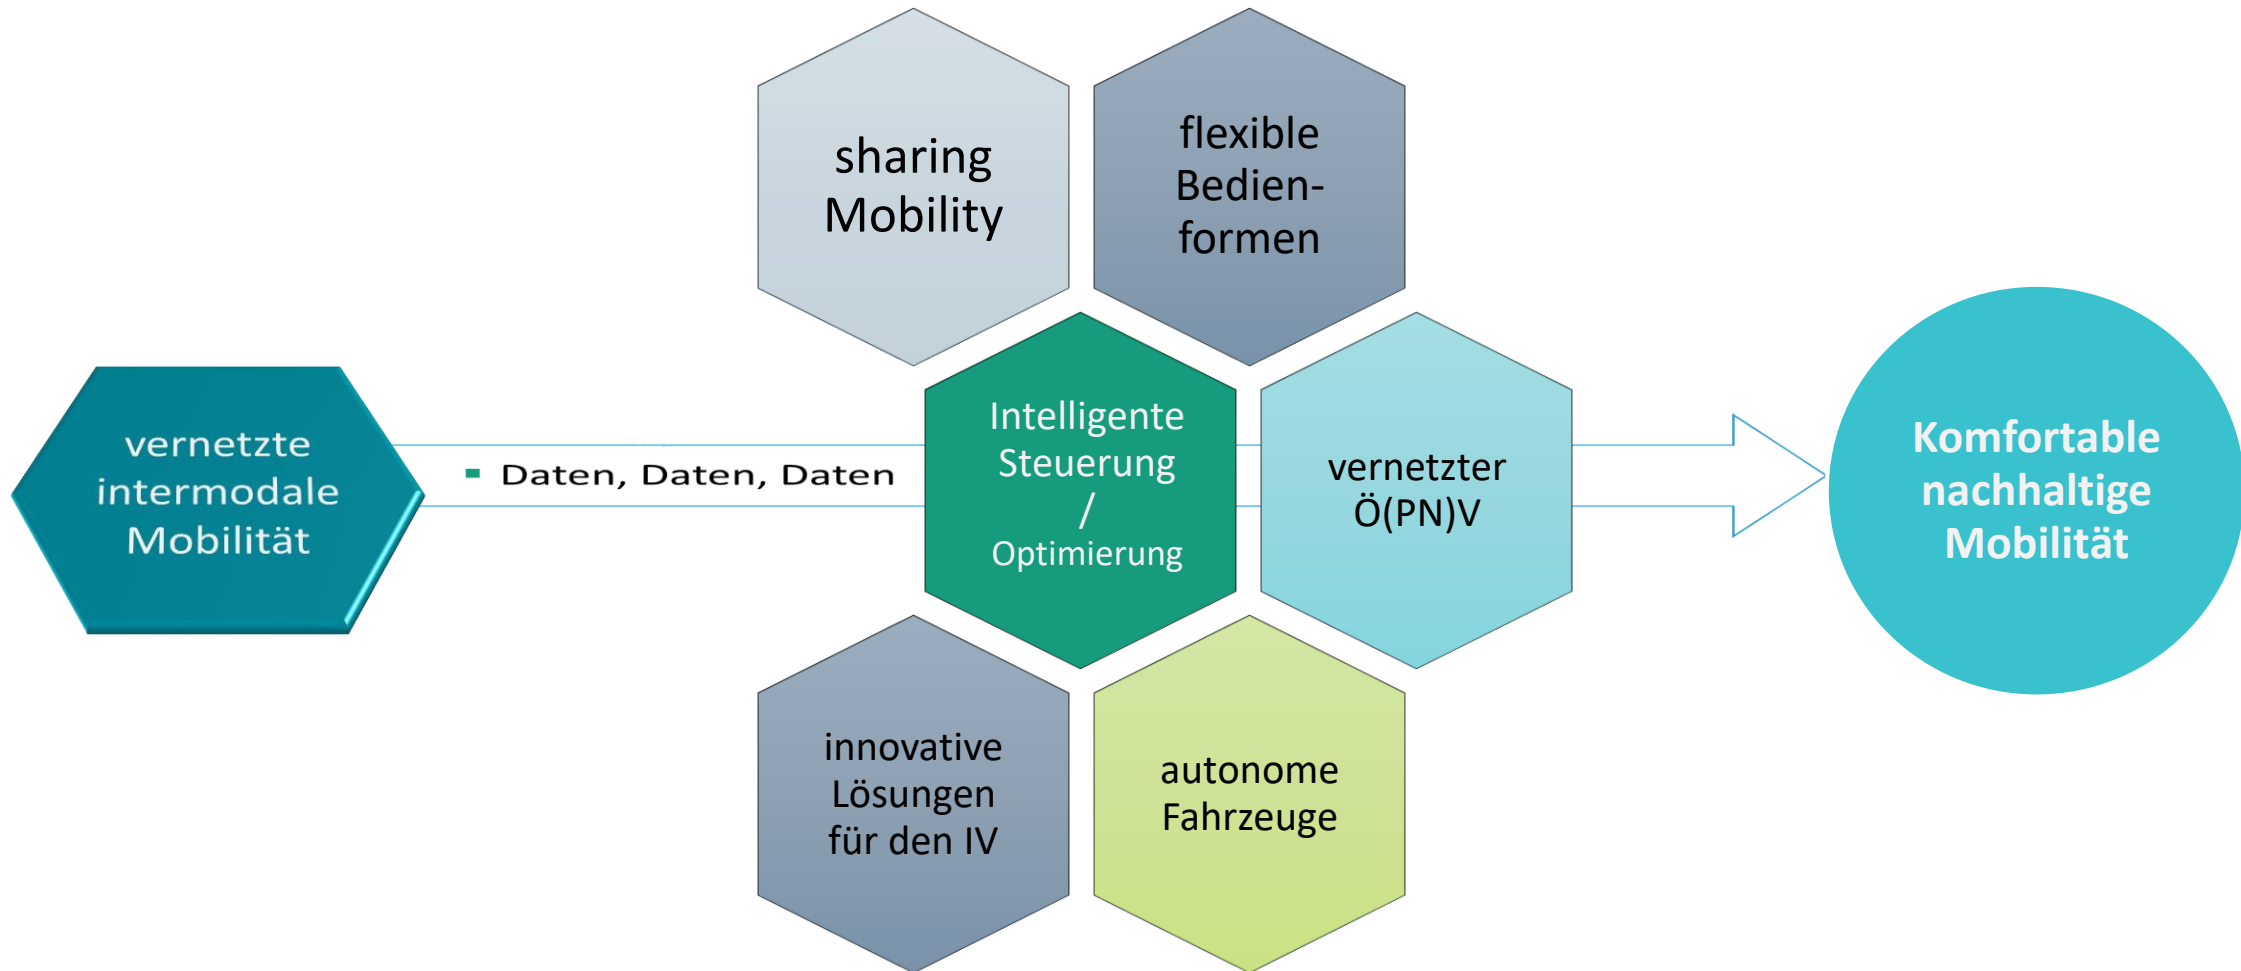 sharing
Mobility
flexible
Bedien-
formen
vernetzte
intermodale
Mobilität
▪ Daten, Daten, Daten
Intelligente
Steuerung
/
Optimierung
vernetzter
Ö(PN)V
Komfortable
nachhaltige
Mobilität
innovative
Lösungen
für den IV
autonome
Fahrzeuge